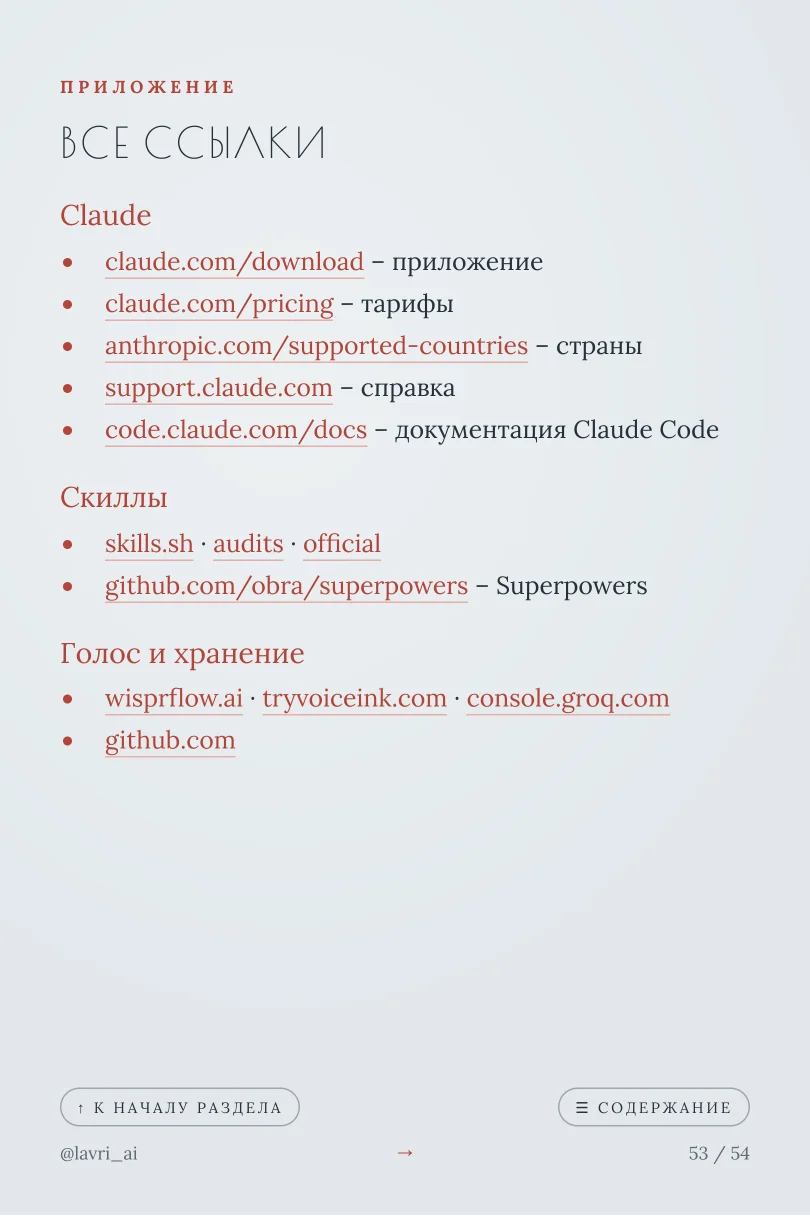 ПРИЛОЖЕНИЕ
ВСЕ ССЫЛКИ
Claude
• claude.com/download – приложение
• claude.com/pricing – тарифы
• anthropic.com/supported-countries – страны
• support.claude.com – справка
• code.claude.com/docs – документация Claude Code
Скиллы
• skills.sh · audits · official
• github.com/obra/superpowers – Superpowers
Голос и хранение
• wisprflow.ai · tryvoiceink.com · console.groq.com
• github.com
↑ К НАЧАЛУ РАЗДЕЛА ☰ СОДЕРЖАНИЕ
@lavri_ai → 53 / 54